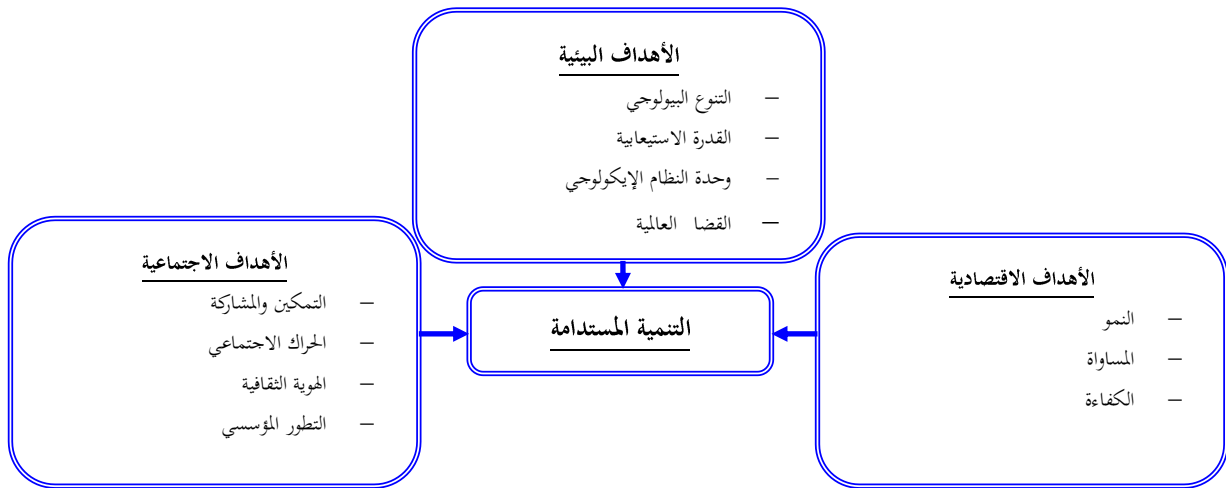 الأهداف البيئية
– التنوع البيولوجي
– القدرة الاستيعابية
– وحدة النظام الإيكولوجي
– القضا العالمية
الأهداف الاقتصادية
– النمو
– المساواة
– الكفاءة
التنمية المستدامة
الأهداف الاجتماعية
– التمكين والمشاركة
– الحراك الاجتماعي
– الهوية الثقافية
– التطور المؤسسي